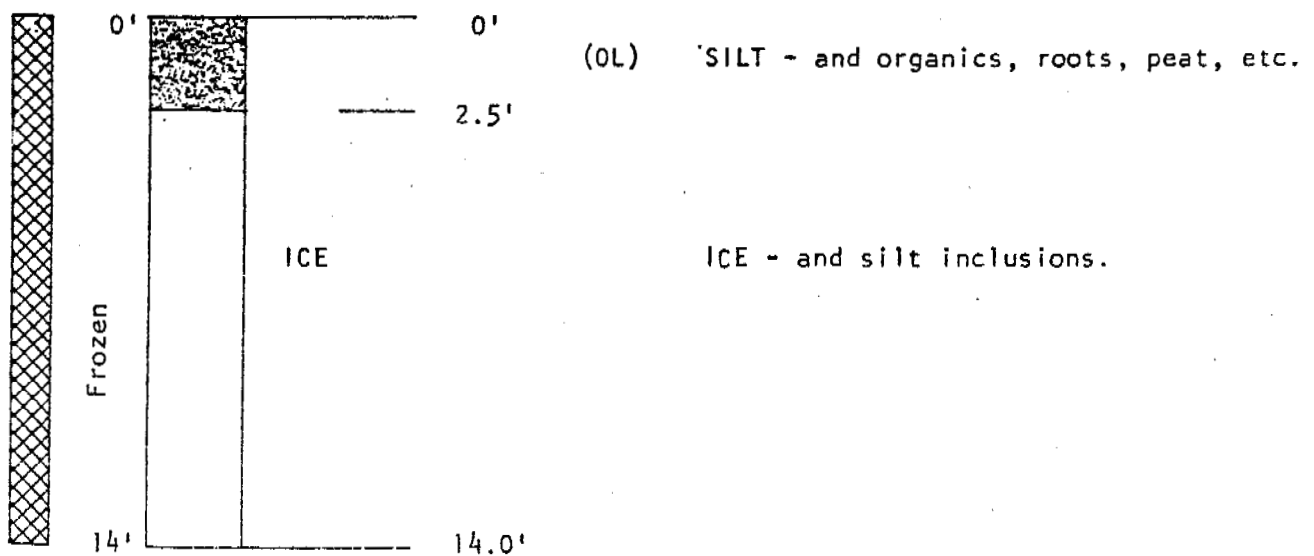 0' 0'
(OL) SILT - and organics, roots, peat, etc.
2.5'
ICE ICE - and silt inclusions.
Frozen
14' 14.0'